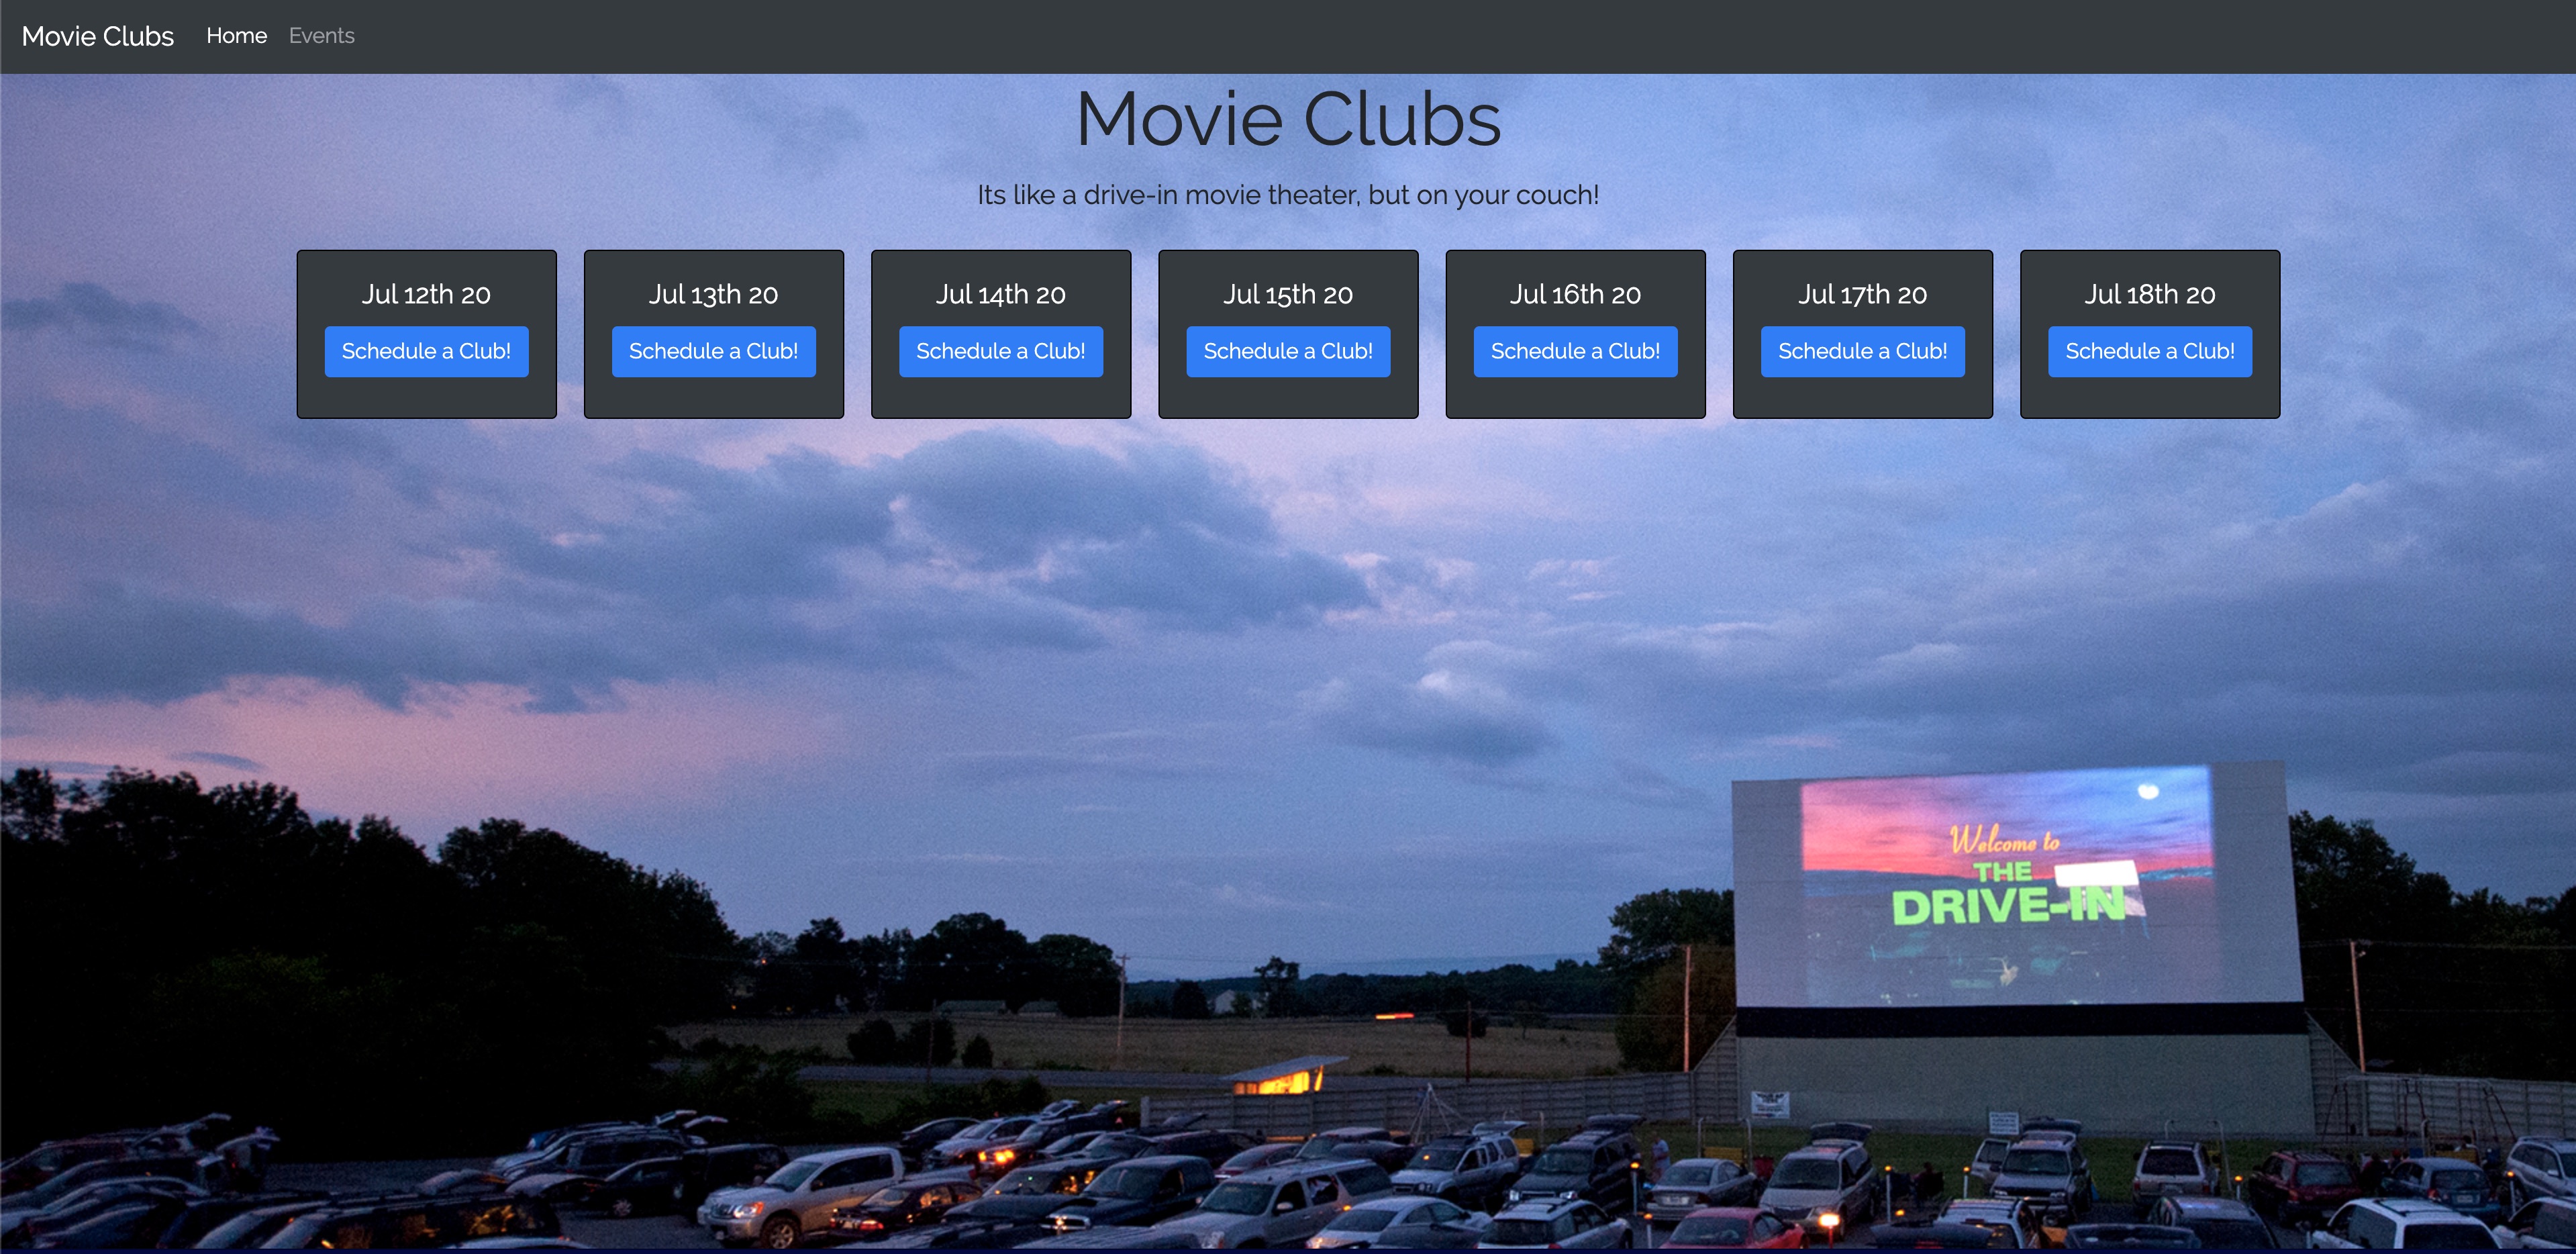 Movie Clubs Home Events
Movie Clubs
Its like a drive-in movie theater, but on your couch!
Jul 12th 20 Jul 13th 20 Jul 14th 20 Jul 15th 20 Jul 16th 20 Jul 17th 20 Jul 18th 20
Schedule a Club! Schedule a Club! Schedule a Club! Schedule a Club! Schedule a Club! Schedule a Club! Schedule a Club!
Welcome to
THE
DRIVE-IN